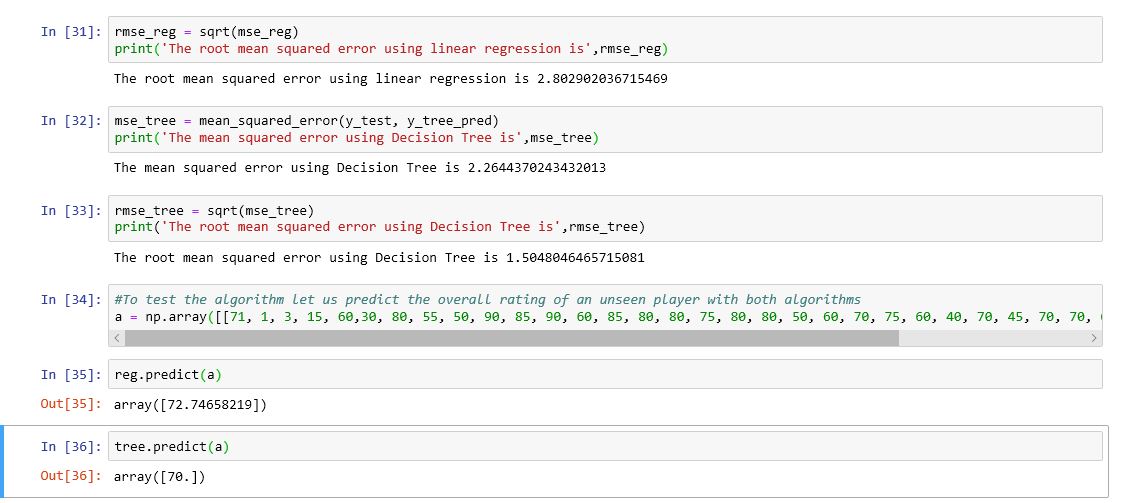 In [31]: rmse_reg = sqrt(mse_reg)
print('The root mean squared error using linear regression is',rmse_reg)
The root mean squared error using linear regression is 2.802902036715469
In [32]: mse_tree = mean_squared_error(y_test, y_tree_pred)
print('The mean squared error using Decision Tree is',mse_tree)
The mean squared error using Decision Tree is 2.2644370243432013
In [33]: rmse_tree = sqrt(mse_tree)
print('The root mean squared error using Decision Tree is',rmse_tree)
The root mean squared error using Decision Tree is 1.5048046465715081
In [34]: #To test the algorithm let us predict the overall rating of an unseen player with both algorithms
a = np.array([[71, 1, 3, 15, 60,30, 80, 55, 50, 90, 85, 90, 60, 85, 80, 80, 75, 80, 80, 50, 60, 70, 75, 60, 40, 70, 45, 70, 70,
In [35]: reg.predict(a)
Out[35]: array([72.74658219])
In [36]: tree.predict(a)
Out[36]: array([70.])